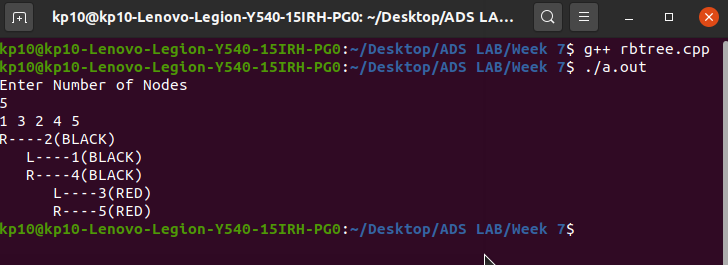 kp10@kp10-Lenovo-Legion-Y540-15IRH-PG0: ~/Desktop/ADS LA...
kp10@kp10-Lenovo-Legion-Y540-15IRH-PG0:~/Desktop/ADS LAB/Week 7$ g++ rbtree.cpp
kp10@kp10-Lenovo-Legion-Y540-15IRH-PG0:~/Desktop/ADS LAB/Week 7$ ./a.out
Enter Number of Nodes
5
1 3 2 4 5
R----2(BLACK)
   L----1(BLACK)
   R----4(BLACK)
      L----3(RED)
      R----5(RED)
kp10@kp10-Lenovo-Legion-Y540-15IRH-PG0:~/Desktop/ADS LAB/Week 7$